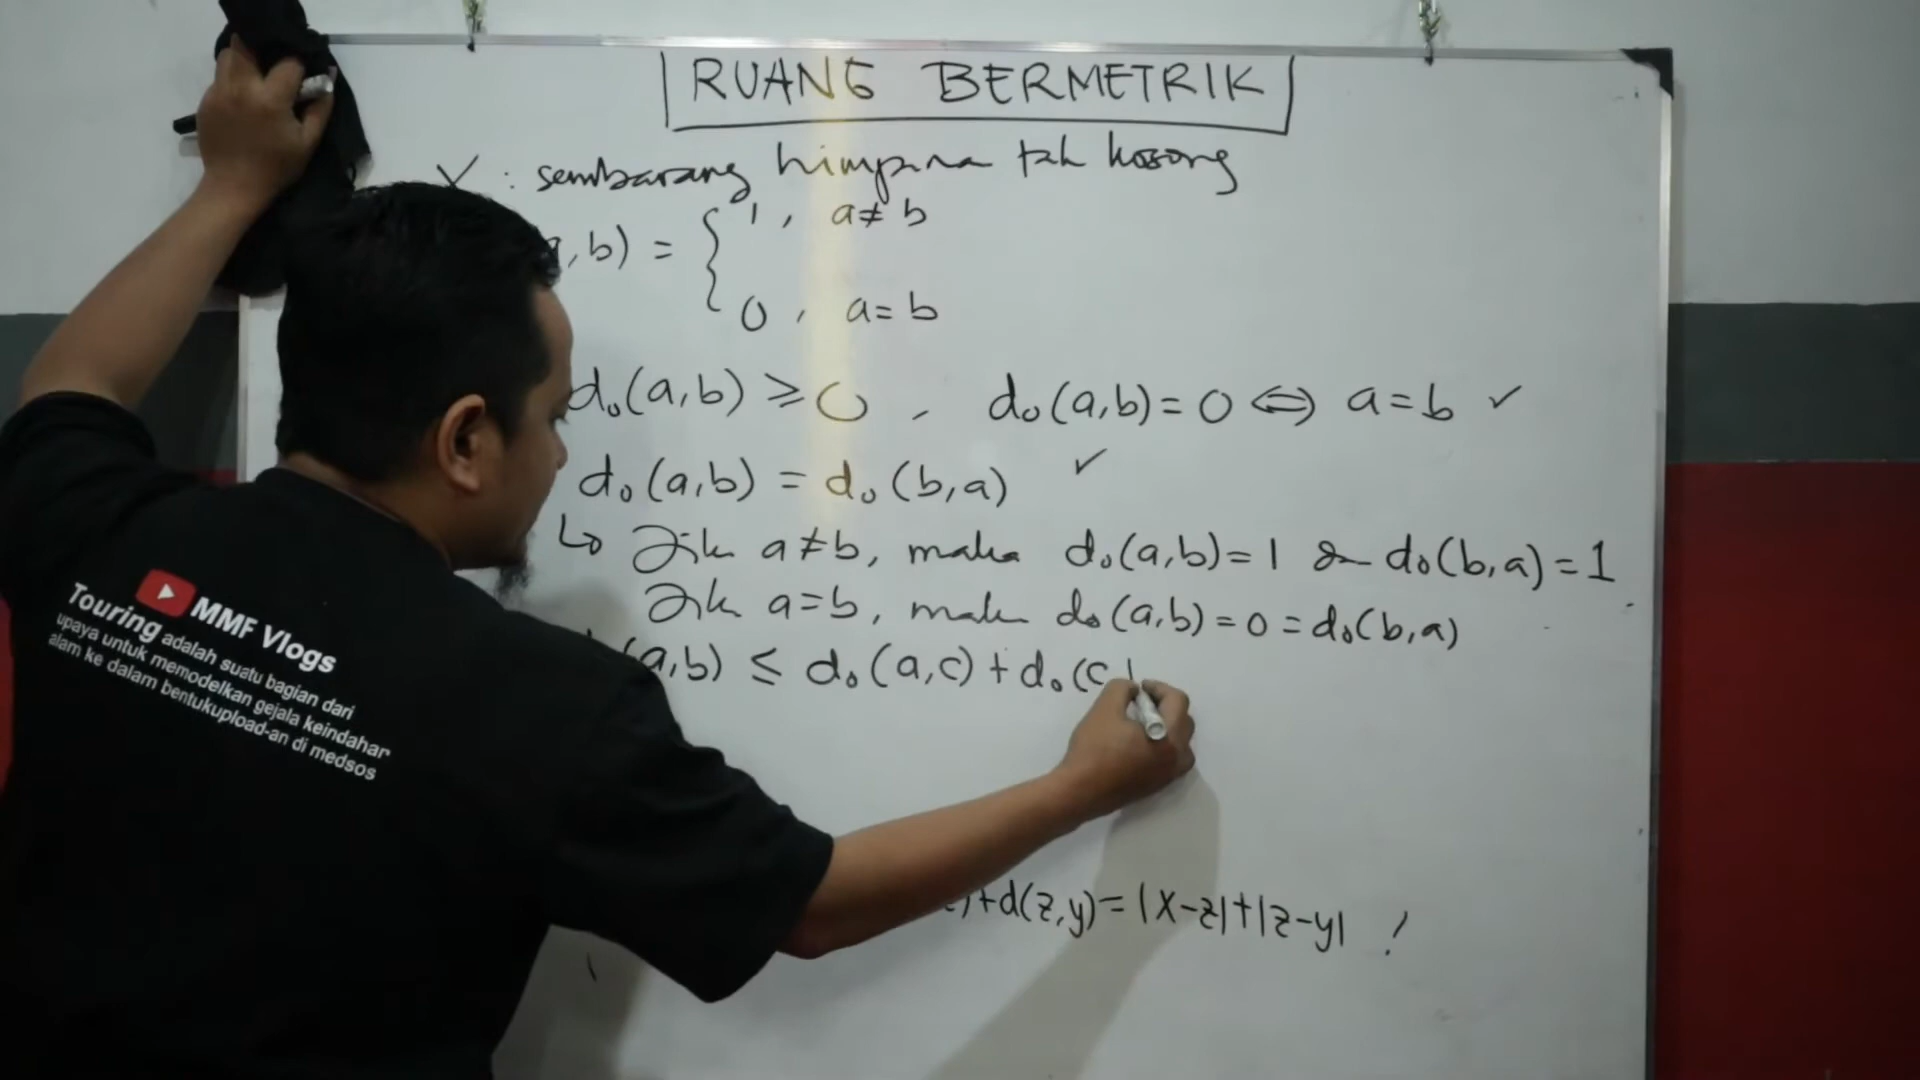 RUANG BERMETRIK
X : sembarang himpuna tak kosong
,b) = { 1 , a ≠ b
0 , a = b
d₀(a,b) ≥ 0 , d₀(a,b) = 0 ⇔ a = b ✓
d₀(a,b) = d₀(b,a) ✓
↳ Jika a ≠ b, maka d₀(a,b) = 1 & d₀(b,a) = 1
Jika a = b, maka d₀(a,b) = 0 = d₀(b,a)
(a,b) ≤ d₀(a,c) + d₀(c,
)+d(z,y) = |x-z|+|z-y| !
MMF Vlogs
Touring adalah suatu bagian dari
upaya untuk memodelkan gejala keindahan
alam ke dalam bentukupload-an di medsos